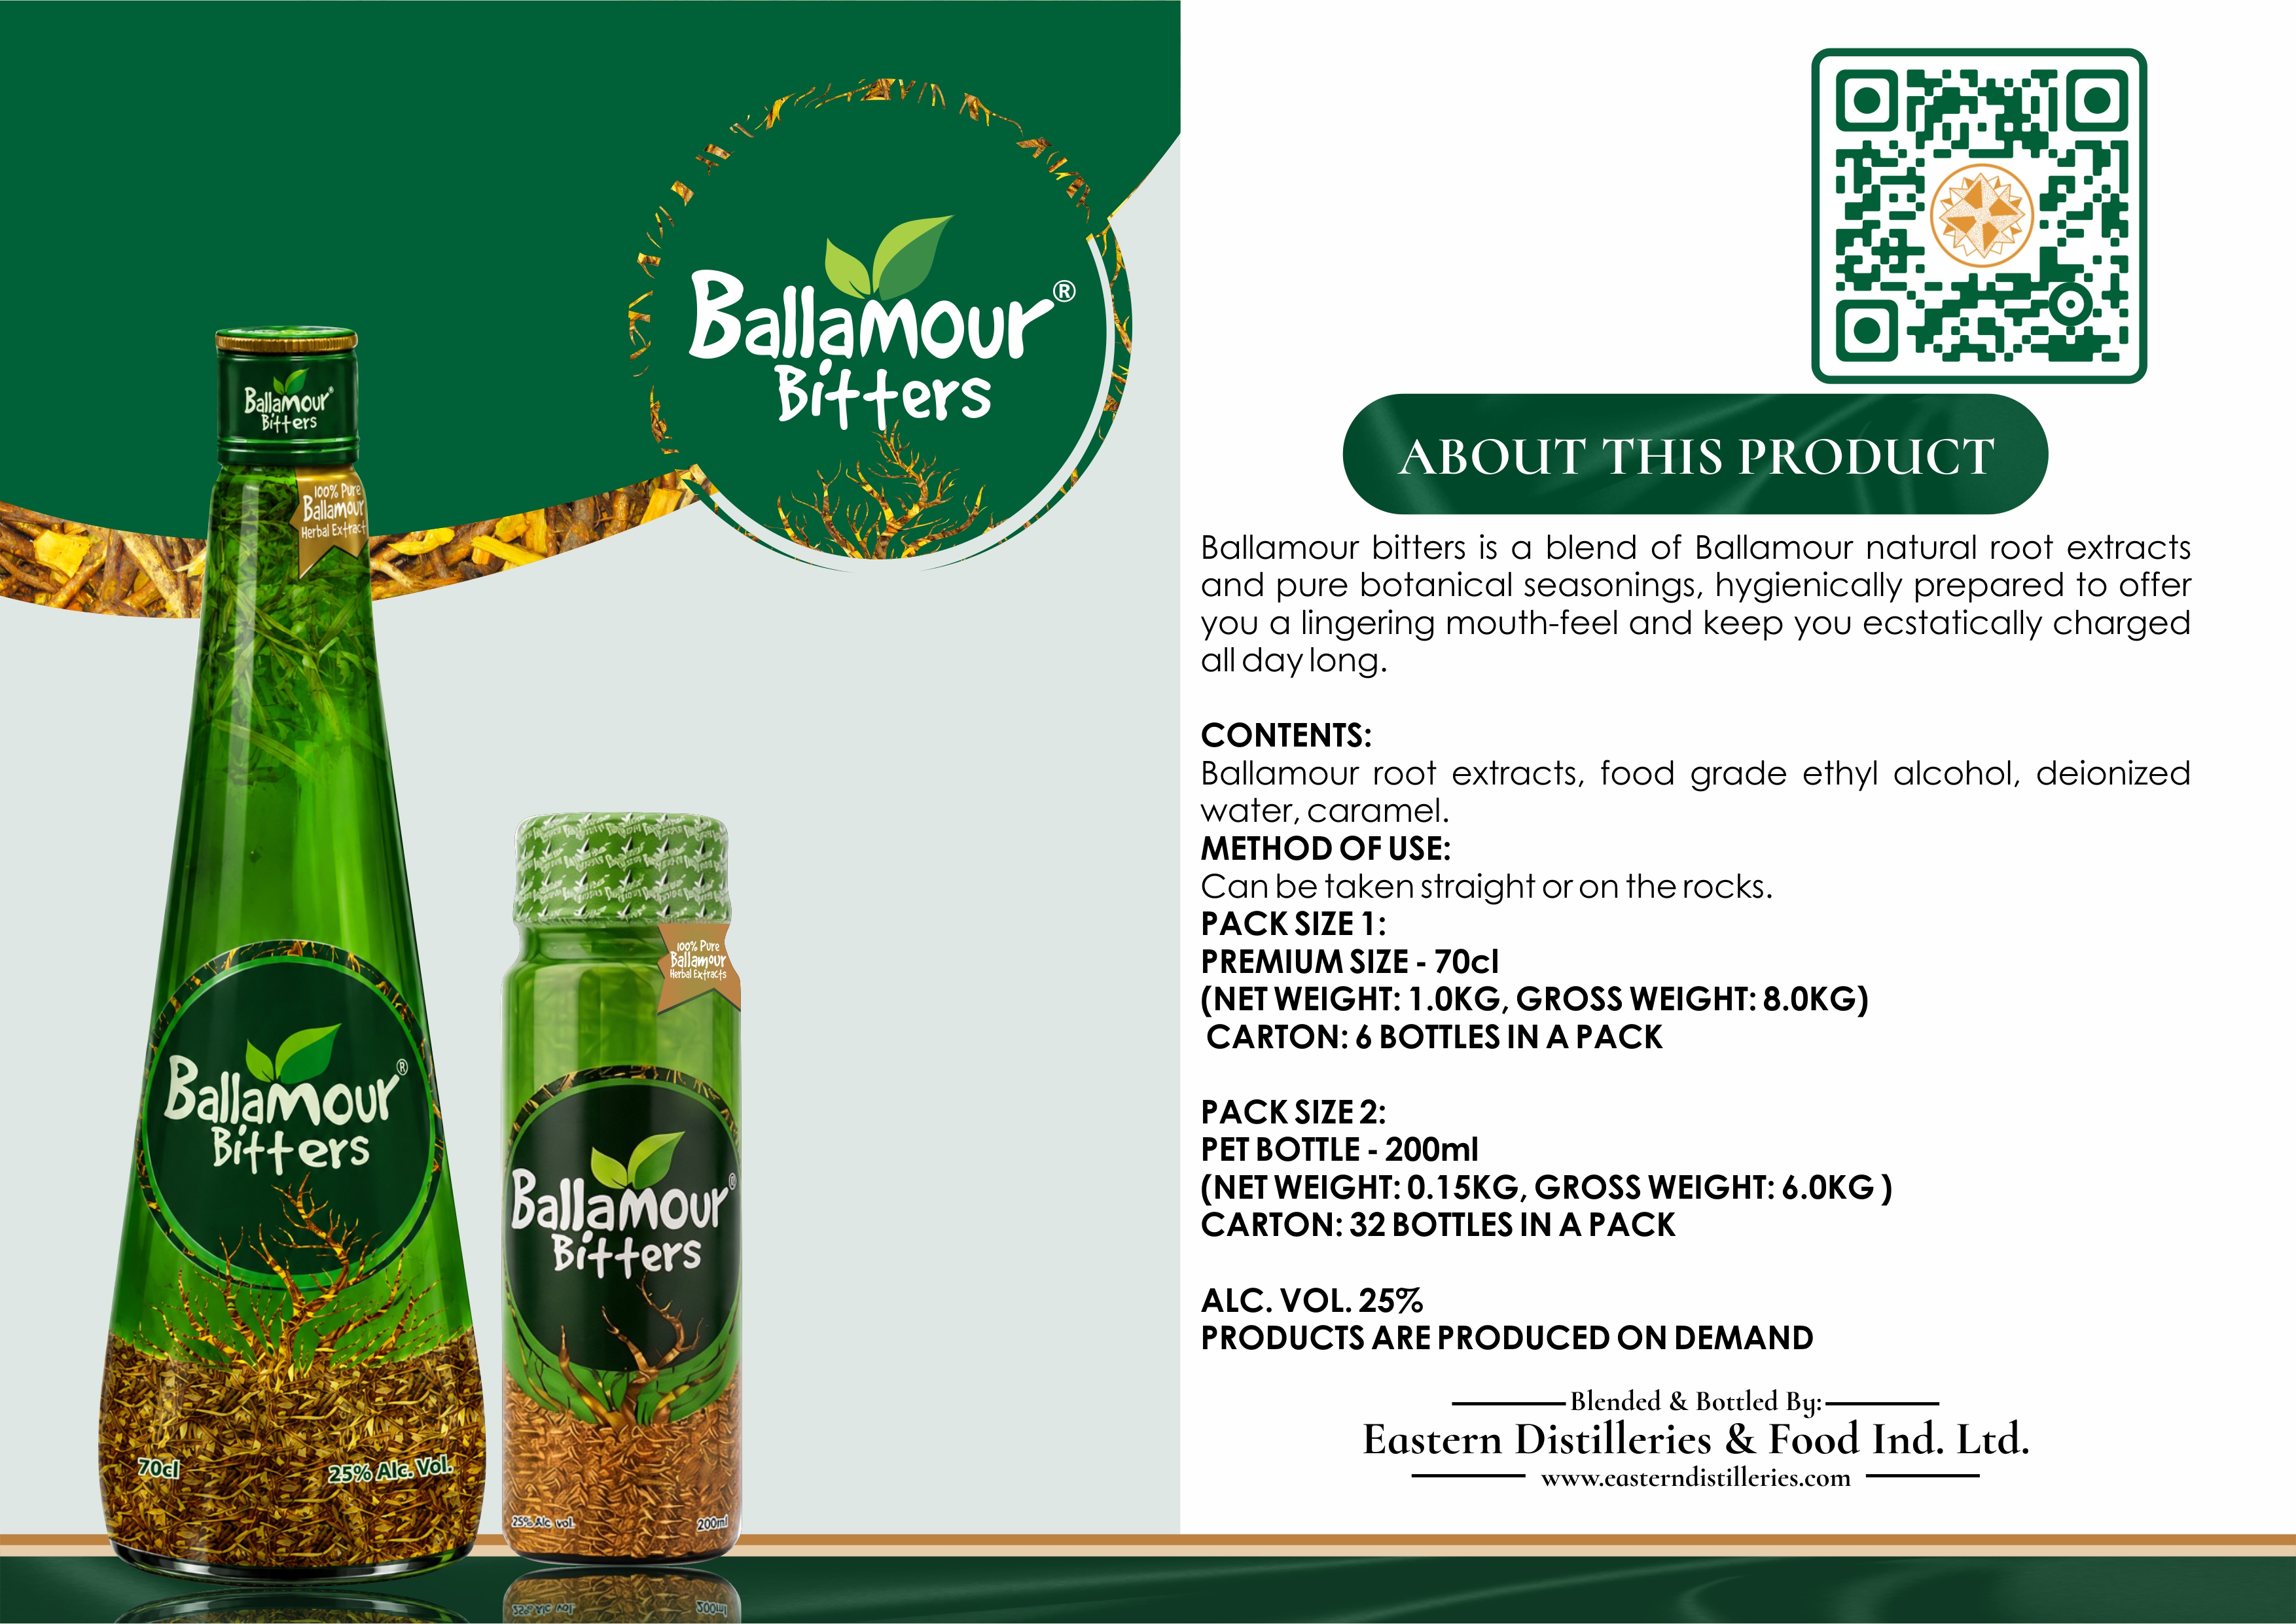 Ballamour®
Bitters
Ballamour®
Bitters
100% Pure
Ballamour
Herbal Extract
Ballamour®
Bitters
70cl
25% Alc. Vol.
100% Pure
Ballamour
Herbal Extracts
Ballamour®
Bitters
25% Alc vol.
200ml
ABOUT THIS PRODUCT
Ballamour bitters is a blend of Ballamour natural root extracts
and pure botanical seasonings, hygienically prepared to offer
you a lingering mouth-feel and keep you ecstatically charged
all day long.
CONTENTS:
Ballamour root extracts, food grade ethyl alcohol, deionized
water, caramel.
METHOD OF USE:
Can be taken straight or on the rocks.
PACK SIZE 1:
PREMIUM SIZE - 70cl
(NET WEIGHT: 1.0KG, GROSS WEIGHT: 8.0KG)
CARTON: 6 BOTTLES IN A PACK
PACK SIZE 2:
PET BOTTLE - 200ml
(NET WEIGHT: 0.15KG, GROSS WEIGHT: 6.0KG )
CARTON: 32 BOTTLES IN A PACK
ALC. VOL. 25%
PRODUCTS ARE PRODUCED ON DEMAND
Blended & Bottled By:
Eastern Distilleries & Food Ind. Ltd.
www.easterndistilleries.com